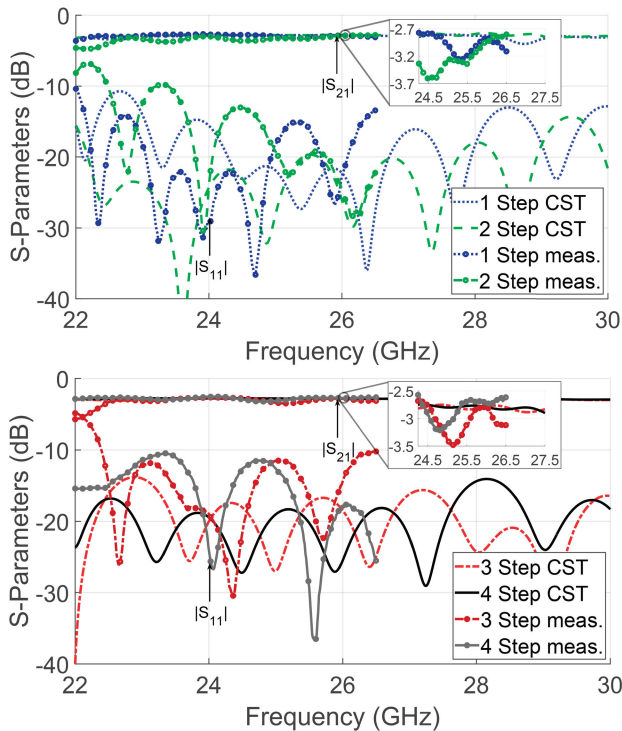 0
-10
-20
-30
-40
S-Parameters (dB)
22
24
26
28
30
Frequency (GHz)
|S21|
|S11|
-2.7
-3.2
-3.7
24.5
25.5
26.5
27.5
1 Step CST
2 Step CST
1 Step meas.
2 Step meas.
0
-10
-20
-30
-40
S-Parameters (dB)
22
24
26
28
30
Frequency (GHz)
|S21|
|S11|
-2.5
-3
-3.5
24.5
25.5
26.5
27.5
3 Step CST
4 Step CST
3 Step meas.
4 Step meas.